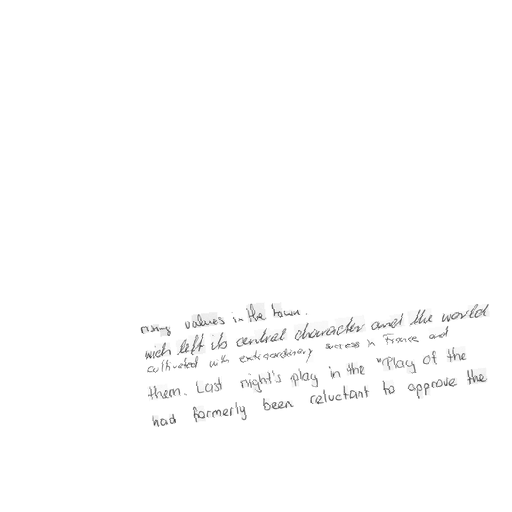 rising values in the town.
wich left its central character and the world
cultivated with extraordinary success in France and
them. Last night's play in the "Play of the
had formerly been reluctant to approve the